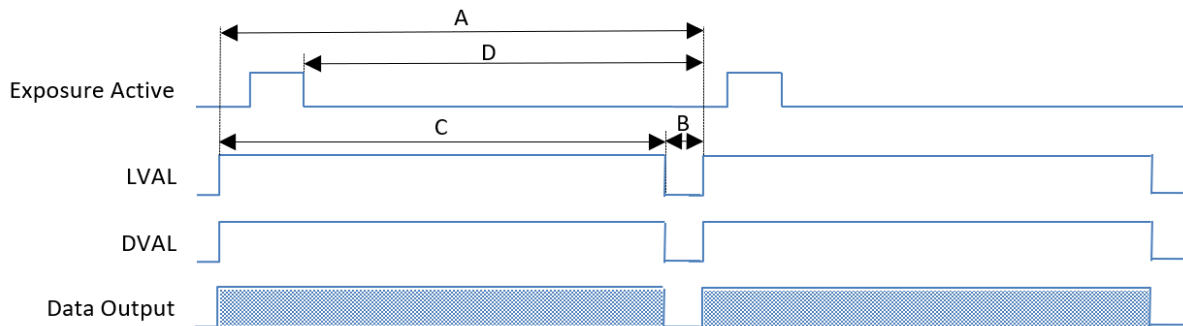 A
D
Exposure Active
C
B
LVAL
DVAL
Data Output